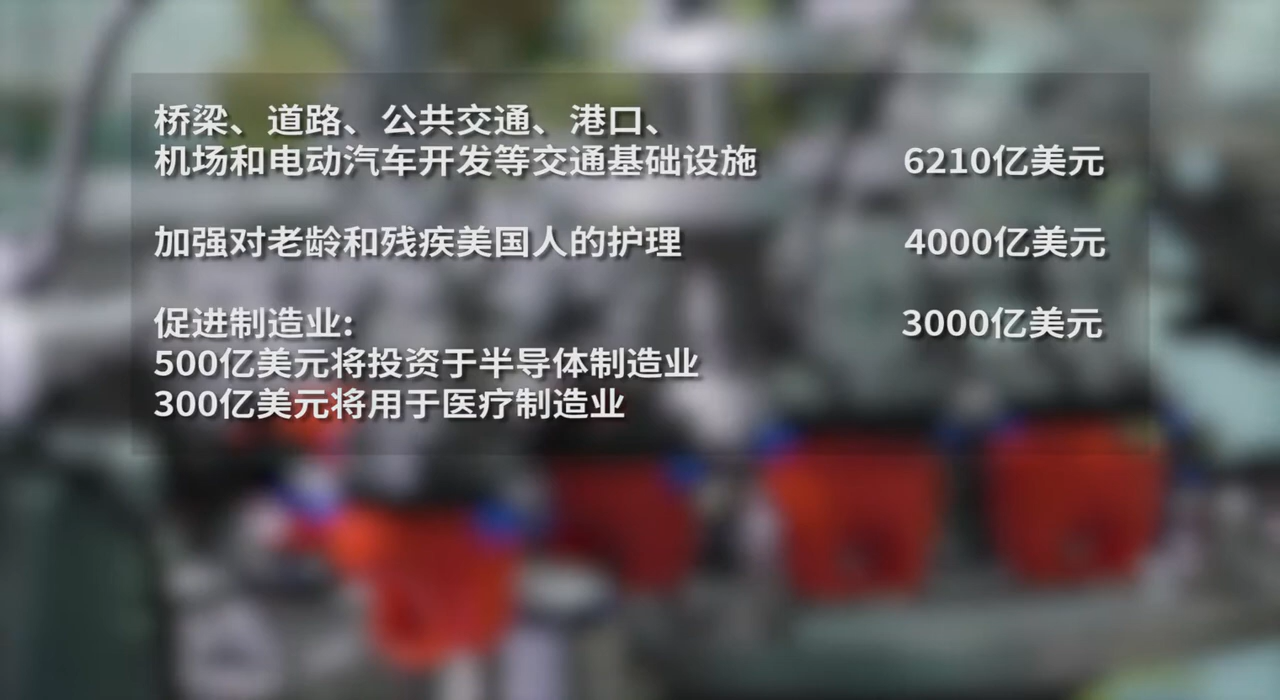 桥梁、道路、公共交通、港口、
机场和电动汽车开发等交通基础设施 6210亿美元
加强对老龄和残疾美国人的护理 4000亿美元
促进制造业: 3000亿美元
500亿美元将投资于半导体制造业
300亿美元将用于医疗制造业